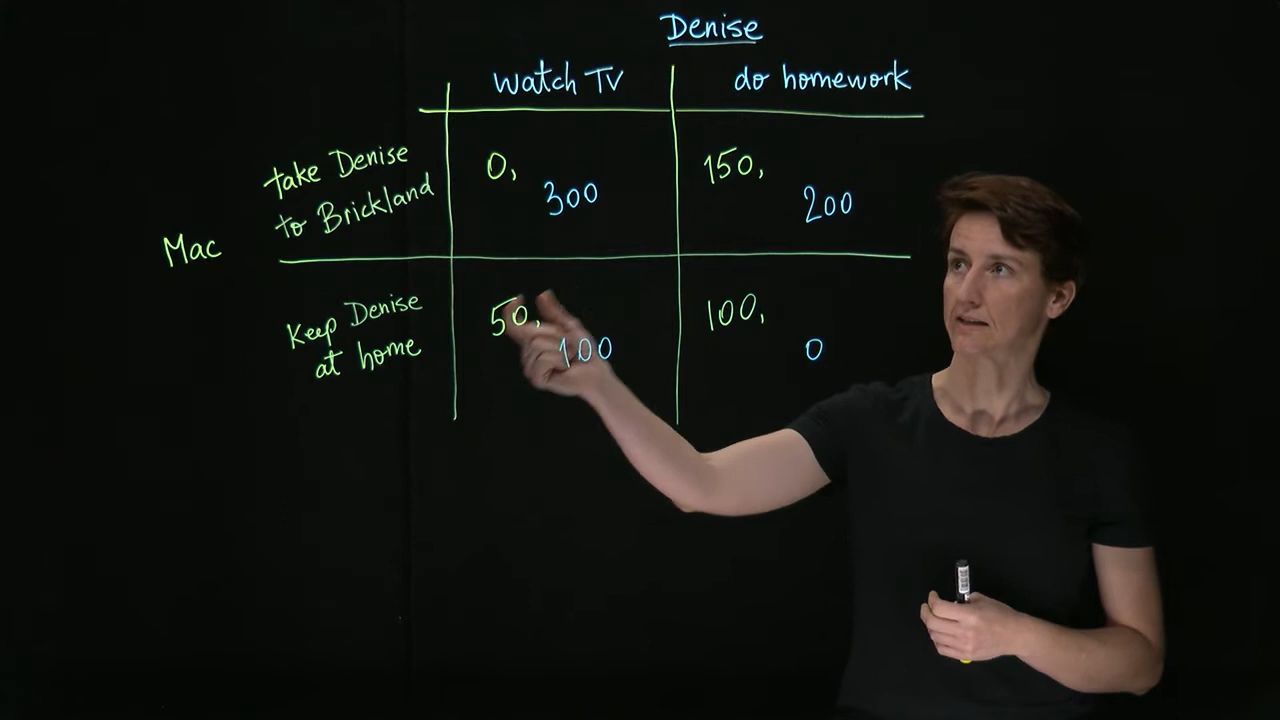 Denise
watch TV do homework
take Denise
to Brickland
0, 150,
300 200
Mac
Keep Denise
at home
50, 100,
100 0